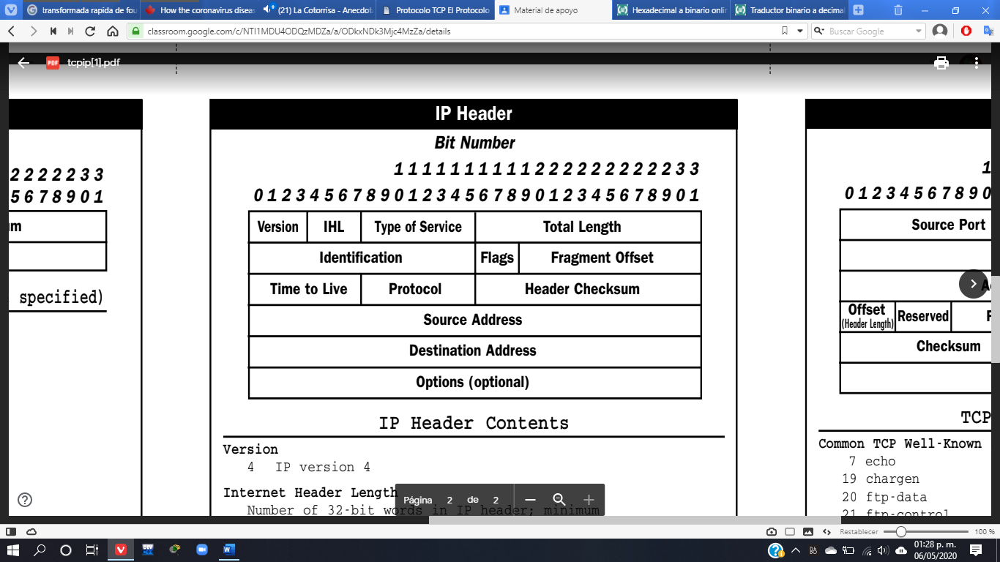 transformada rapida de fou
How the coronavirus diseas
(21) La Cotorrisa - Anecdot
Protocolo TCP El Protocolo
Material de apoyo
Hexadecimal a binario onlin
Traductor binario a decimal
classroom.google.com/c/NTI1MDU4ODQzMDZa/a/ODkxNDk3Mjc4MzZa/details
Buscar Google
PDF tcpip[1].pdf
IP Header
Bit Number
1 1 1 1 1 1 1 1 1 1 2 2 2 2 2 2 2 2 2 2 3 3
0 1 2 3 4 5 6 7 8 9 0 1 2 3 4 5 6 7 8 9 0 1 2 3 4 5 6 7 8 9 0 1
Version IHL Type of Service Total Length
Identification Flags Fragment Offset
Time to Live Protocol Header Checksum
Source Address
Destination Address
Options (optional)
IP Header Contents
Version
4 IP version 4
Internet Header Length
Number of 32-bit words in IP header; minimum
2 2 2 2 2 3 3
5 6 7 8 9 0 1
um
specified)
1
0 1 2 3 4 5 6 7 8 9 0
Source Port
A
Offset
(Header Length)
Reserved
F
Checksum
TCP
Common TCP Well-Known
7 echo
19 chargen
20 ftp-data
21 ftp-control
Página 2 de 2
Restablecer
100 %
W
01:28 p. m.
06/05/2020